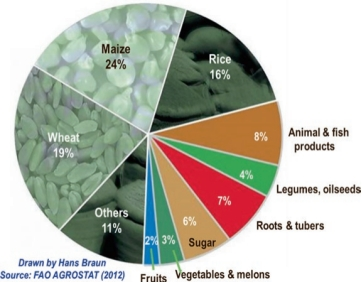 Maize
24%
Rice
16%
Wheat
19%
Others
11%
8%
Animal & fish
products
4%
Legumes, oilseeds
7%
Roots & tubers
6%
Sugar
3%
Vegetables & melons
2%
Fruits
Drawn by Hans Braun
Source: FAO AGROSTAT (2012)